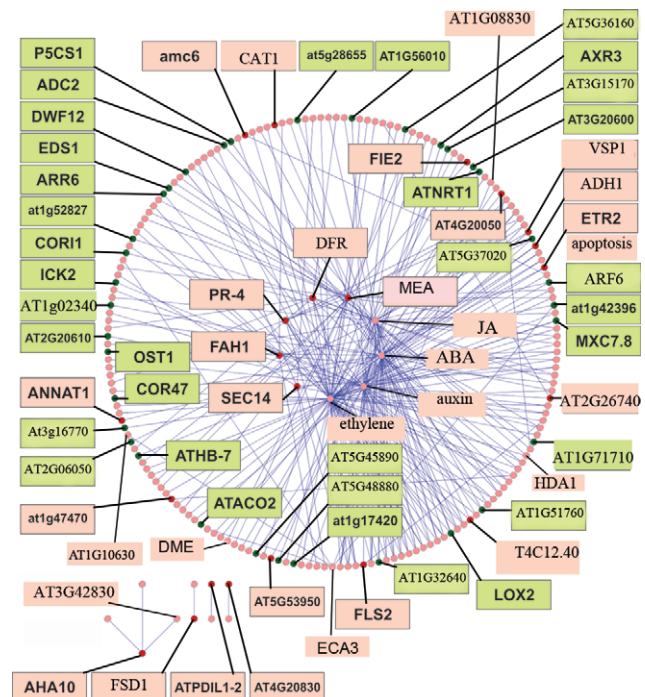 AT1G08830
AT5G36160
P5CS1
amc6
CAT1
at5g28655
AT1G56010
AXR3
ADC2
AT3G15170
DWF12
AT3G20600
EDS1
FIE2
VSP1
ARR6
ATNRT1
ADH1
at1g52827
AT4G20050
ETR2
CORI1
DFR
AT5G37020
apoptosis
ICK2
PR-4
MEA
ARF6
AT1g02340
at1g42396
AT2G20610
FAH1
JA
MXC7.8
OST1
ABA
ANNAT1
COR47
SEC14
auxin
AT2G26740
At3g16770
ethylene
AT2G06050
ATHB-7
AT5G45890
AT1G71710
AT5G48880
HDA1
at1g47470
ATACO2
at1g17420
AT1G51760
AT1G10630
DME
T4C12.40
AT3G42830
AT5G53950
FLS2
AT1G32640
LOX2
ECA3
AHA10
FSD1
ATPDIL1-2
AT4G20830